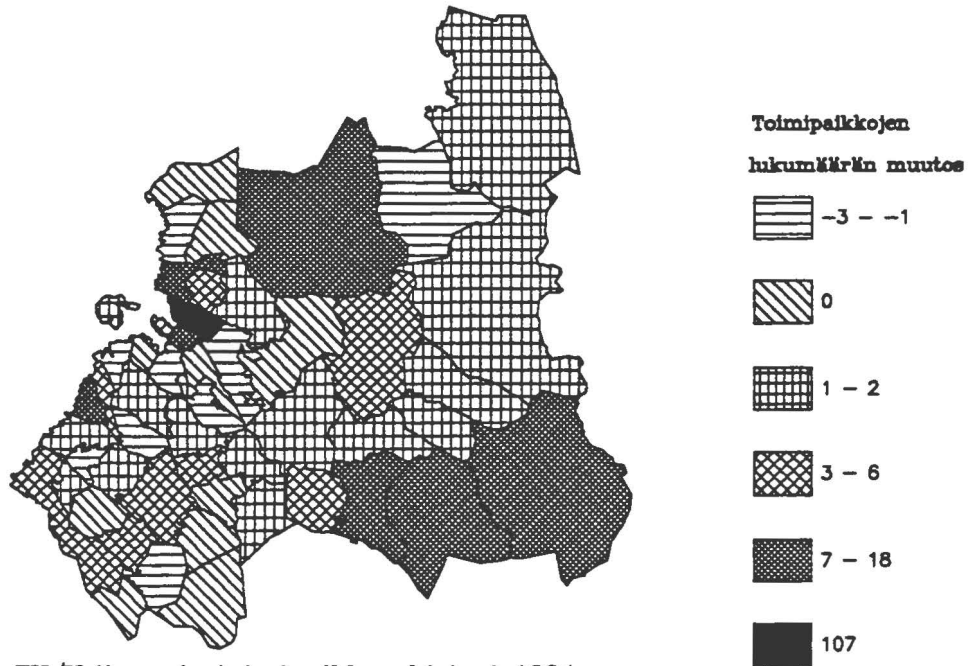 Toimipaikkojen
lukumäärän muutos
-3 - -1
0
1 - 2
3 - 6
7 - 18
107